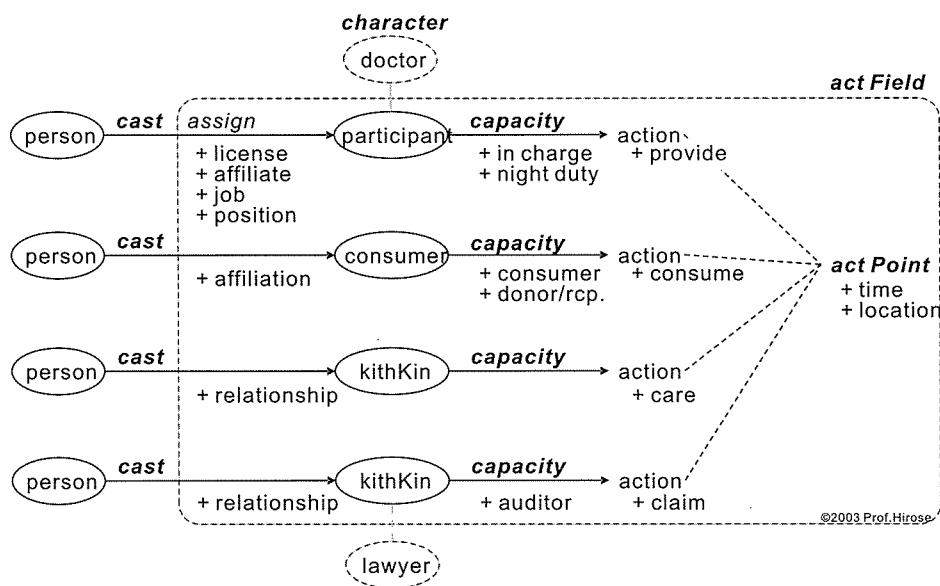 character
doctor
act Field
person cast assign participant capacity action
+ license + in charge + provide
+ affiliate + night duty
+ job
+ position
person cast consumer capacity action
+ affiliation + consumer + consume
+ donor/rcp.
act Point
+ time
+ location
person cast kithKin capacity action
+ relationship + care
person cast kithKin capacity action
+ relationship + auditor + claim
©2003 Prof.Hirose
lawyer